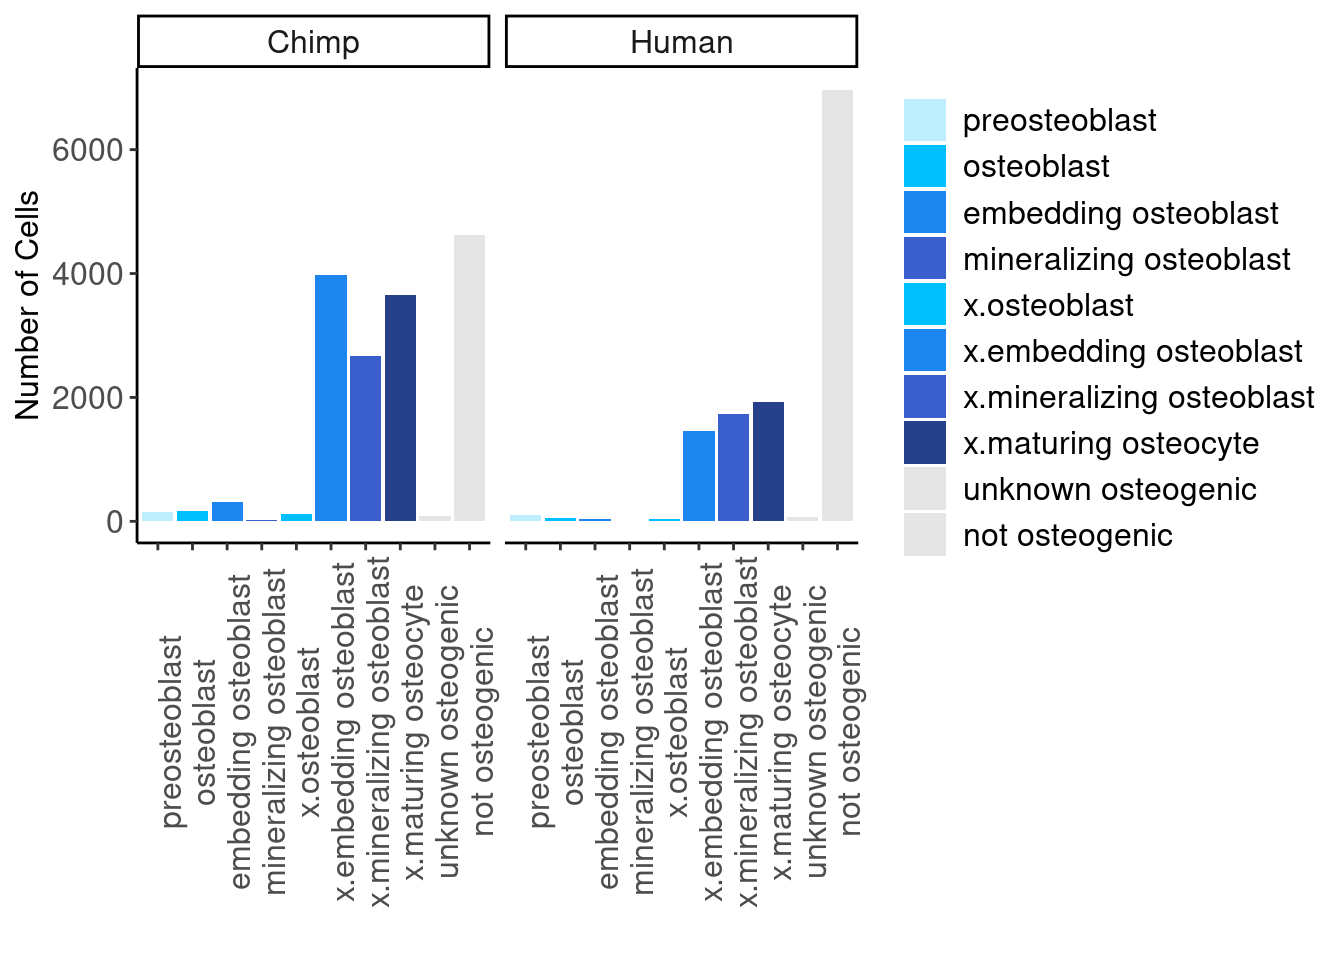 Chimp
Human
Number of Cells
6000
4000
2000
0
preosteoblast
osteoblast
embedding osteoblast
mineralizing osteoblast
x.osteoblast
x.embedding osteoblast
x.mineralizing osteoblast
x.maturing osteocyte
unknown osteogenic
not osteogenic
preosteoblast
osteoblast
embedding osteoblast
mineralizing osteoblast
x.osteoblast
x.embedding osteoblast
x.mineralizing osteoblast
x.maturing osteocyte
unknown osteogenic
not osteogenic
preosteoblast
osteoblast
embedding osteoblast
mineralizing osteoblast
x.osteoblast
x.embedding osteoblast
x.mineralizing osteoblast
x.maturing osteocyte
unknown osteogenic
not osteogenic